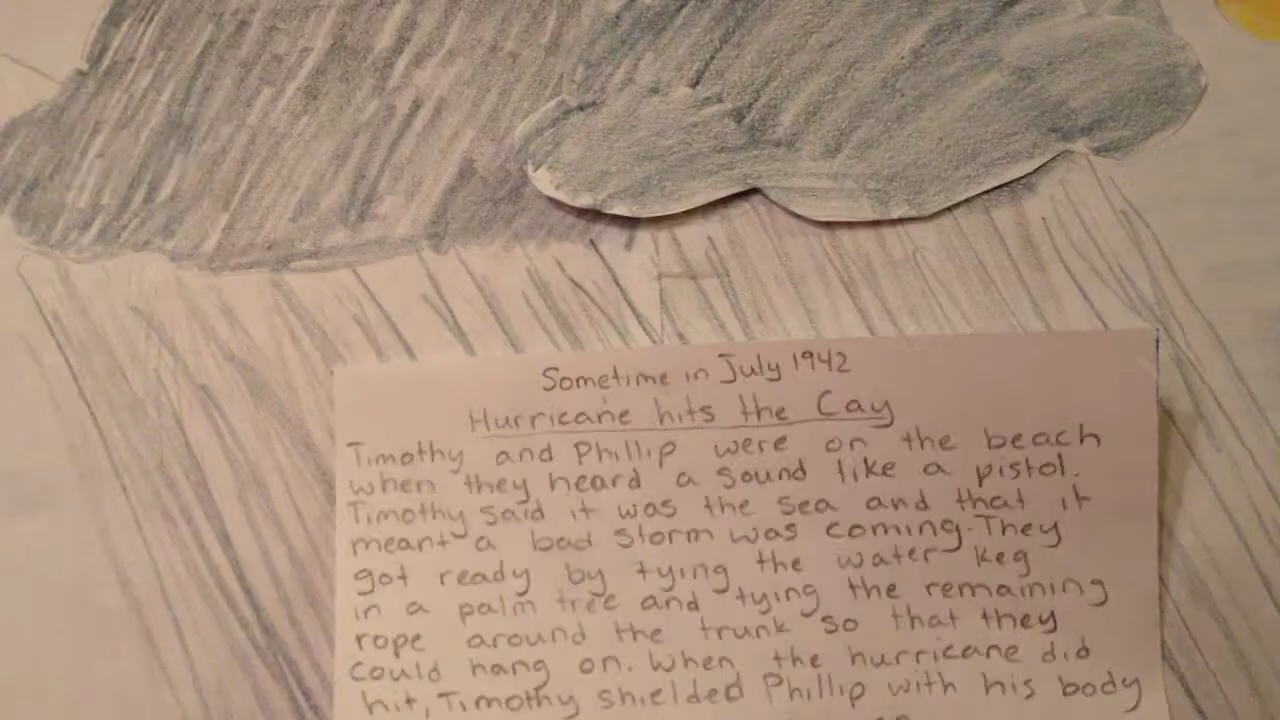 Sometime in July 1942
Hurricane hits the Cay
Timothy and Phillip were on the beach
when they heard a sound like a pistol.
Timothy said it was the sea and that it
meant a bad storm was coming. They
got ready by tying the water keg
in a palm tree and tying the remaining
rope around the trunk so that they
could hang on. When the hurricane did
hit, Timothy shielded Phillip with his body